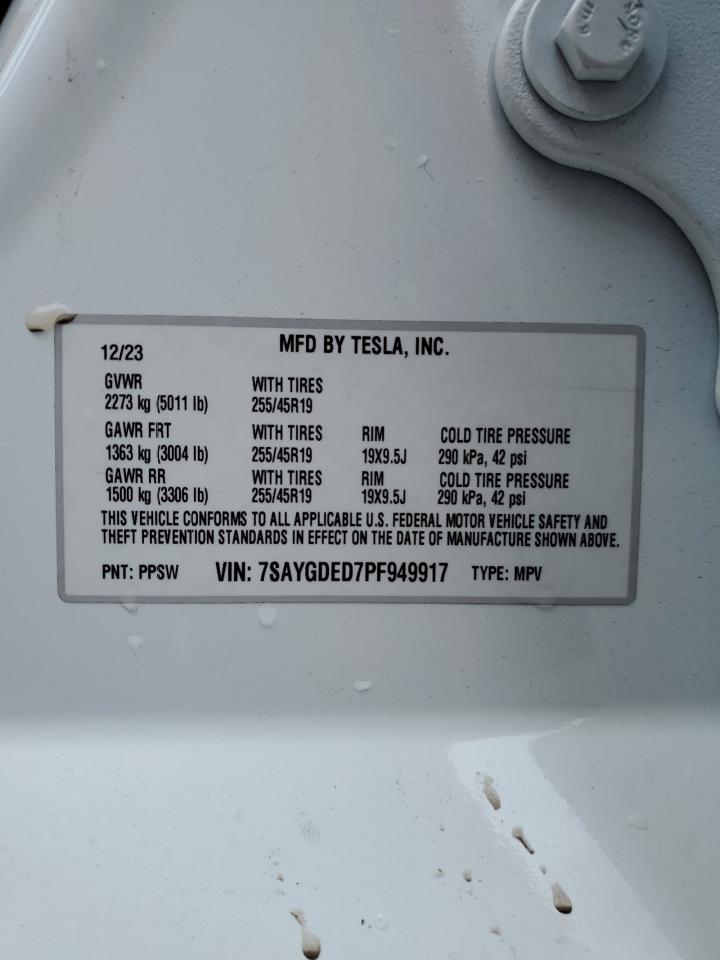 12/23 MFD BY TESLA, INC.
GVWR WITH TIRES
2273 kg (5011 lb) 255/45R19
GAWR FRT WITH TIRES RIM COLD TIRE PRESSURE
1363 kg (3004 lb) 255/45R19 19X9.5J 290 kPa, 42 psi
GAWR RR WITH TIRES RIM COLD TIRE PRESSURE
1500 kg (3306 lb) 255/45R19 19X9.5J 290 kPa, 42 psi
THIS VEHICLE CONFORMS TO ALL APPLICABLE U.S. FEDERAL MOTOR VEHICLE SAFETY AND
THEFT PREVENTION STANDARDS IN EFFECT ON THE DATE OF MANUFACTURE SHOWN ABOVE.
PNT: PPSW VIN: 7SAYGDED7PF949917 TYPE: MPV